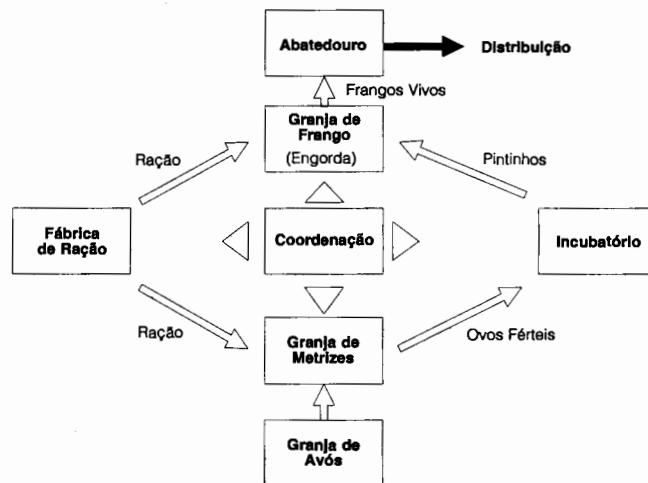 Abatedouro
Distribuição
Frangos Vivos
Granja de
Frango
(Engorda)
Ração
Pintinhos
Fábrica
de Ração
Coordenação
Incubatório
Ração
Granja de
Metrizes
Ovos Férteis
Granja de
Avós